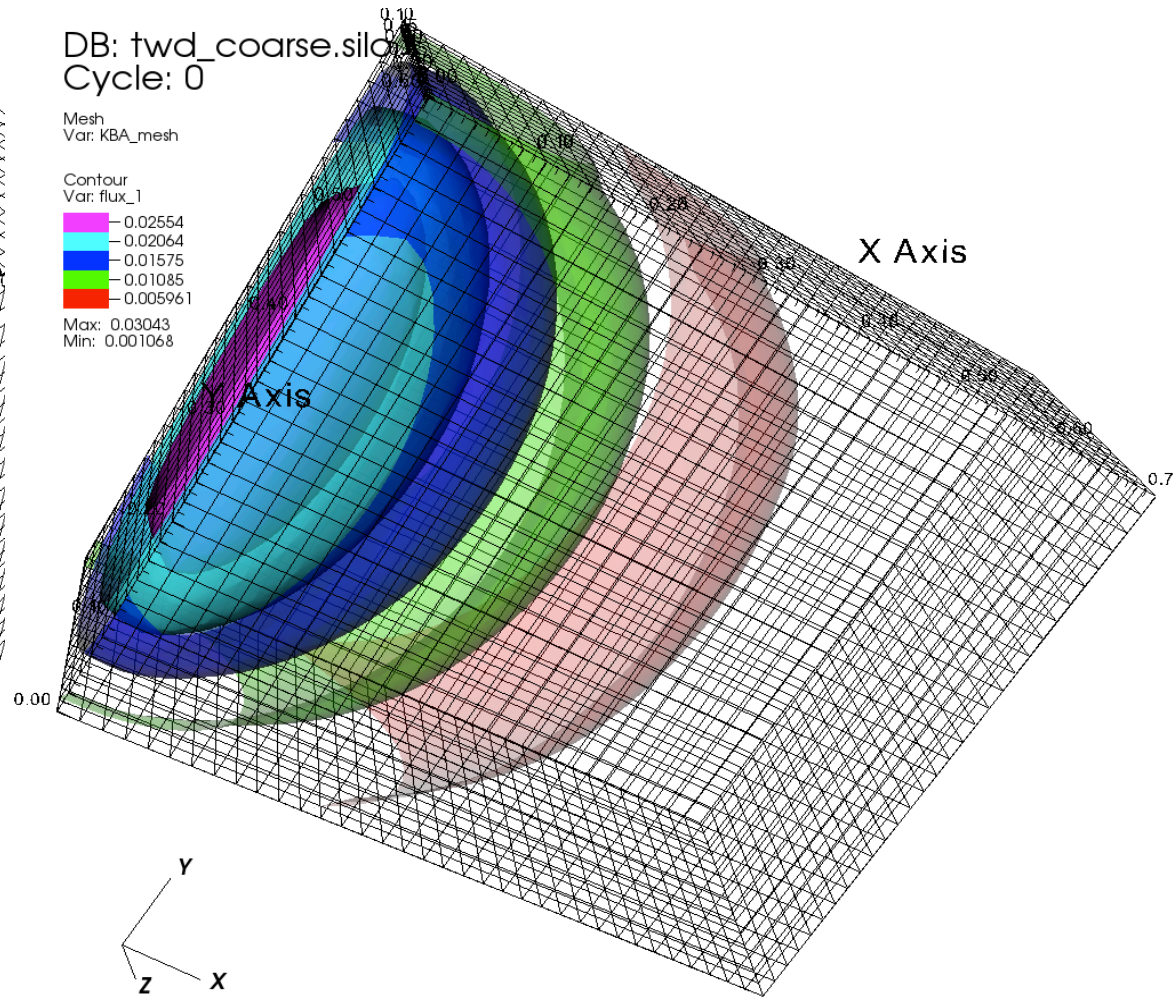 DB: twd_coarse.silo
Cycle: 0
Mesh
Var: KBA_mesh
Contour
Var: flux_1
0.02554
0.02064
0.01575
0.01085
0.005961
Max: 0.03043
Min: 0.001068
0.10
0.10
0.20
0.30
X Axis
0.50
0.60
0.7
0.40
Y Axis
0.00
Y
Z
X